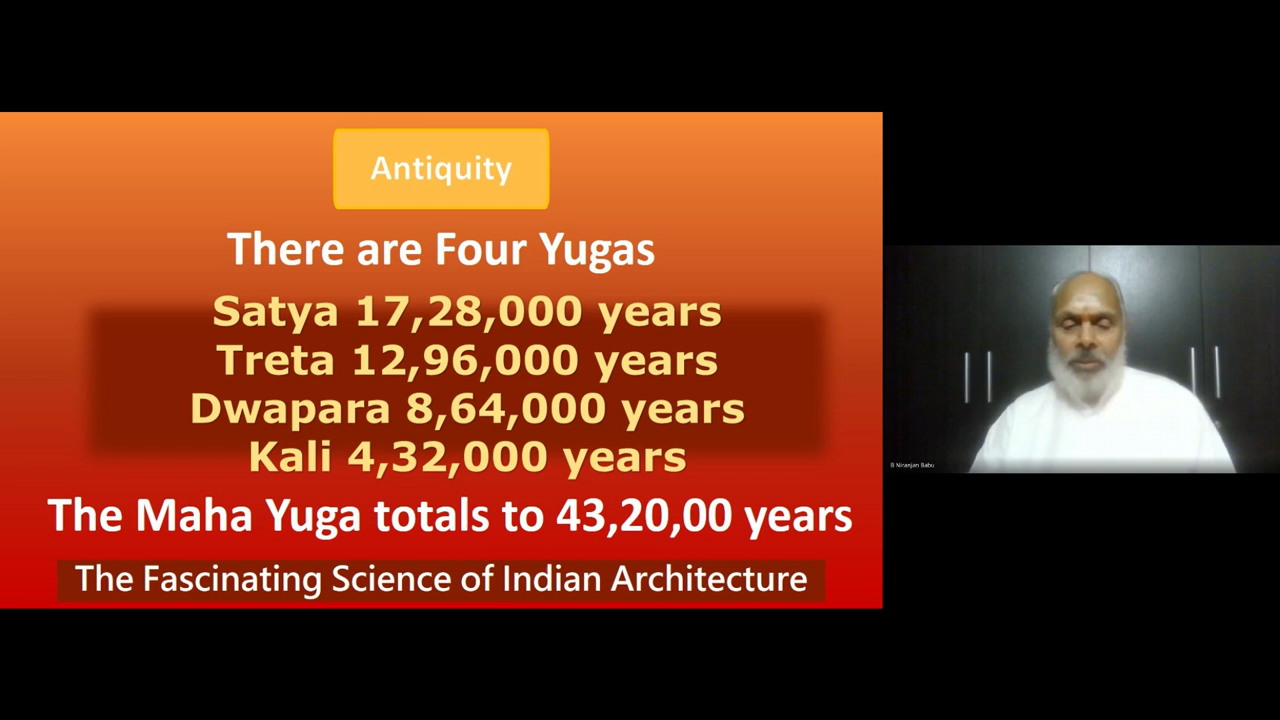 Antiquity
There are Four Yugas
Satya 17,28,000 years
Treta 12,96,000 years
Dwapara 8,64,000 years
Kali 4,32,000 years
The Maha Yuga totals to 43,20,00 years
The Fascinating Science of Indian Architecture
B Niranjan Babu